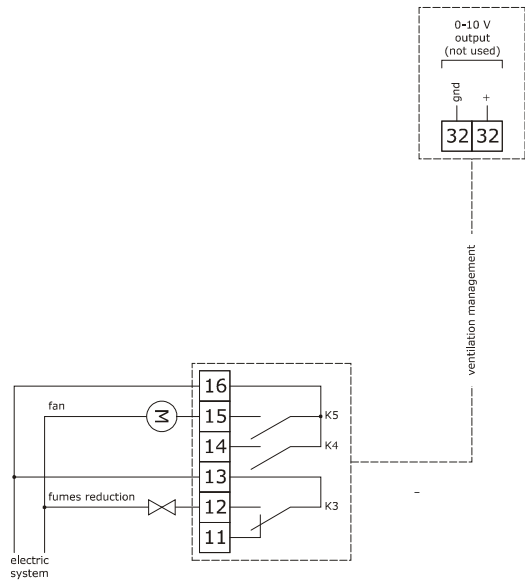 0-10 V
output
(not used)
gnd
+
32 32
ventilation management
16
fan
M
15
K5
14
K4
13
fumes reduction
12
K3
11
electric
system